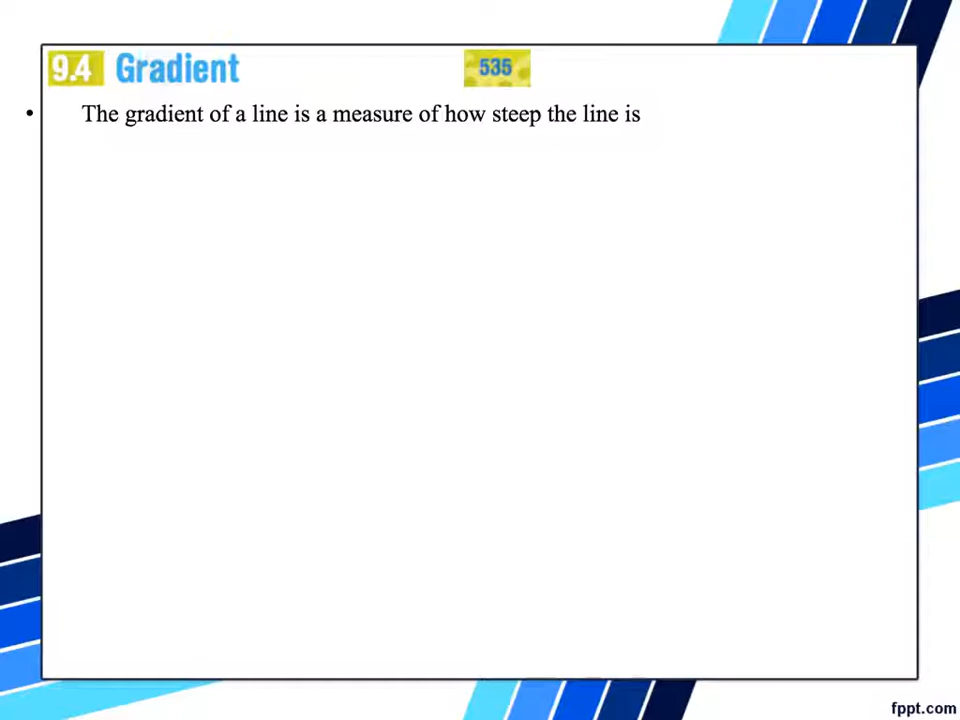 9.4 Gradient 535
• The gradient of a line is a measure of how steep the line is
fppt.com